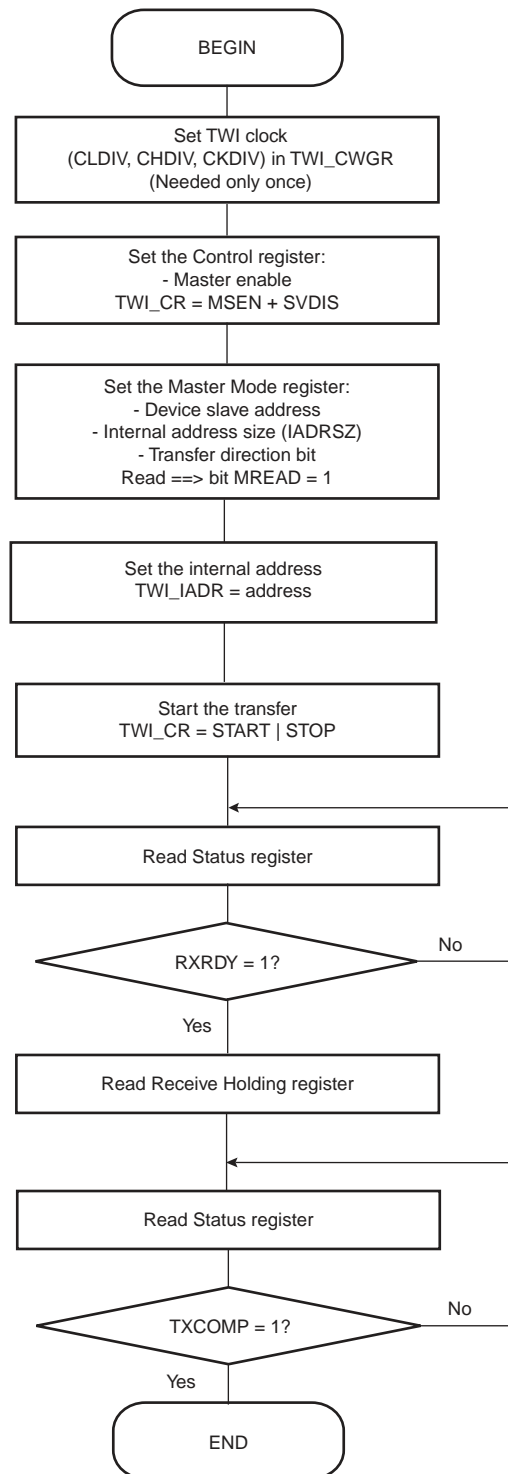 BEGIN
Set TWI clock
(CLDIV, CHDIV, CKDIV) in TWI_CWGR
(Needed only once)
Set the Control register:
- Master enable
TWI_CR = MSEN + SVDIS
Set the Master Mode register:
- Device slave address
- Internal address size (IADRSZ)
- Transfer direction bit
Read ==> bit MREAD = 1
Set the internal address
TWI_IADR = address
Start the transfer
TWI_CR = START | STOP
Read Status register
RXRDY = 1?
No
Yes
Read Receive Holding register
Read Status register
TXCOMP = 1?
No
Yes
END